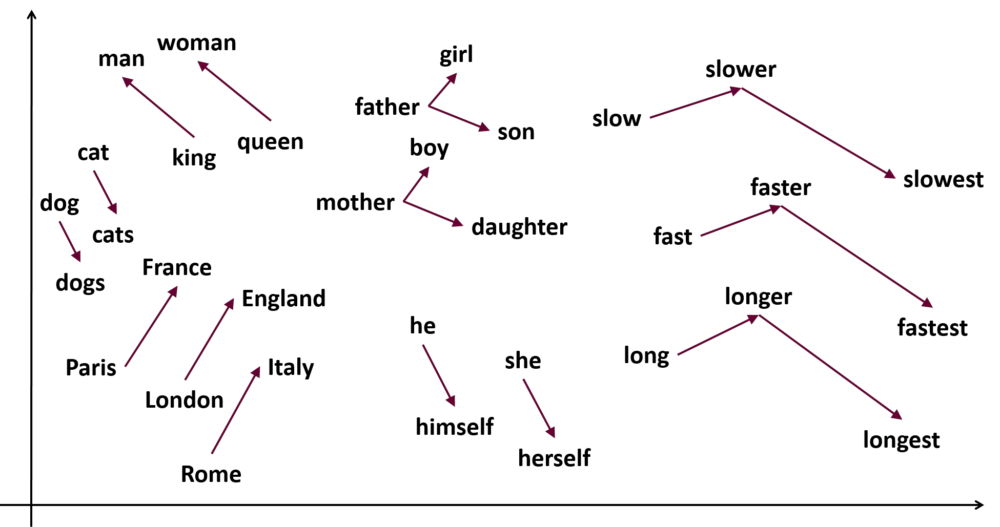 woman
man
king
queen
cat
cats
dog
dogs
France
England
Italy
Paris
London
Rome
girl
father
son
boy
mother
daughter
he
himself
she
herself
slower
slow
slowest
faster
fast
fastest
longer
long
longest